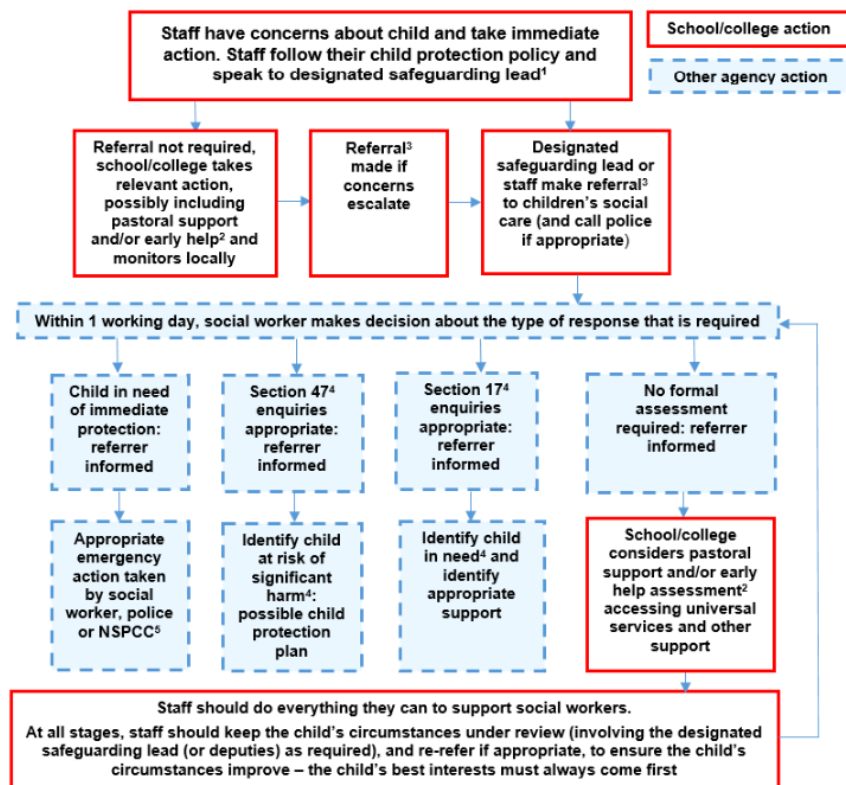 Staff have concerns about child and take immediate
action. Staff follow their child protection policy and
speak to designated safeguarding lead¹
School/college action
Other agency action
Referral not required,
school/college takes
relevant action,
possibly including
pastoral support
and/or early help² and
monitors locally
Referral³
made if
concerns
escalate
Designated
safeguarding lead or
staff make referral³
to children’s social
care (and call police
if appropriate)
Within 1 working day, social worker makes decision about the type of response that is required
Child in need
of immediate
protection:
referrer
informed
Section 47⁴
enquiries
appropriate:
referrer
informed
Section 17⁴
enquiries
appropriate:
referrer
informed
No formal
assessment
required: referrer
informed
Appropriate
emergency
action taken
by social
worker, police
or NSPCC⁵
Identify child
at risk of
significant
harm⁴:
possible child
protection
plan
Identify child
in need⁴ and
identify
appropriate
support
School/college
considers pastoral
support and/or early
help assessment²
accessing universal
services and other
support
Staff should do everything they can to support social workers.
At all stages, staff should keep the child’s circumstances under review (involving the designated
safeguarding lead (or deputies) as required), and re-refer if appropriate, to ensure the child’s
circumstances improve – the child’s best interests must always come first